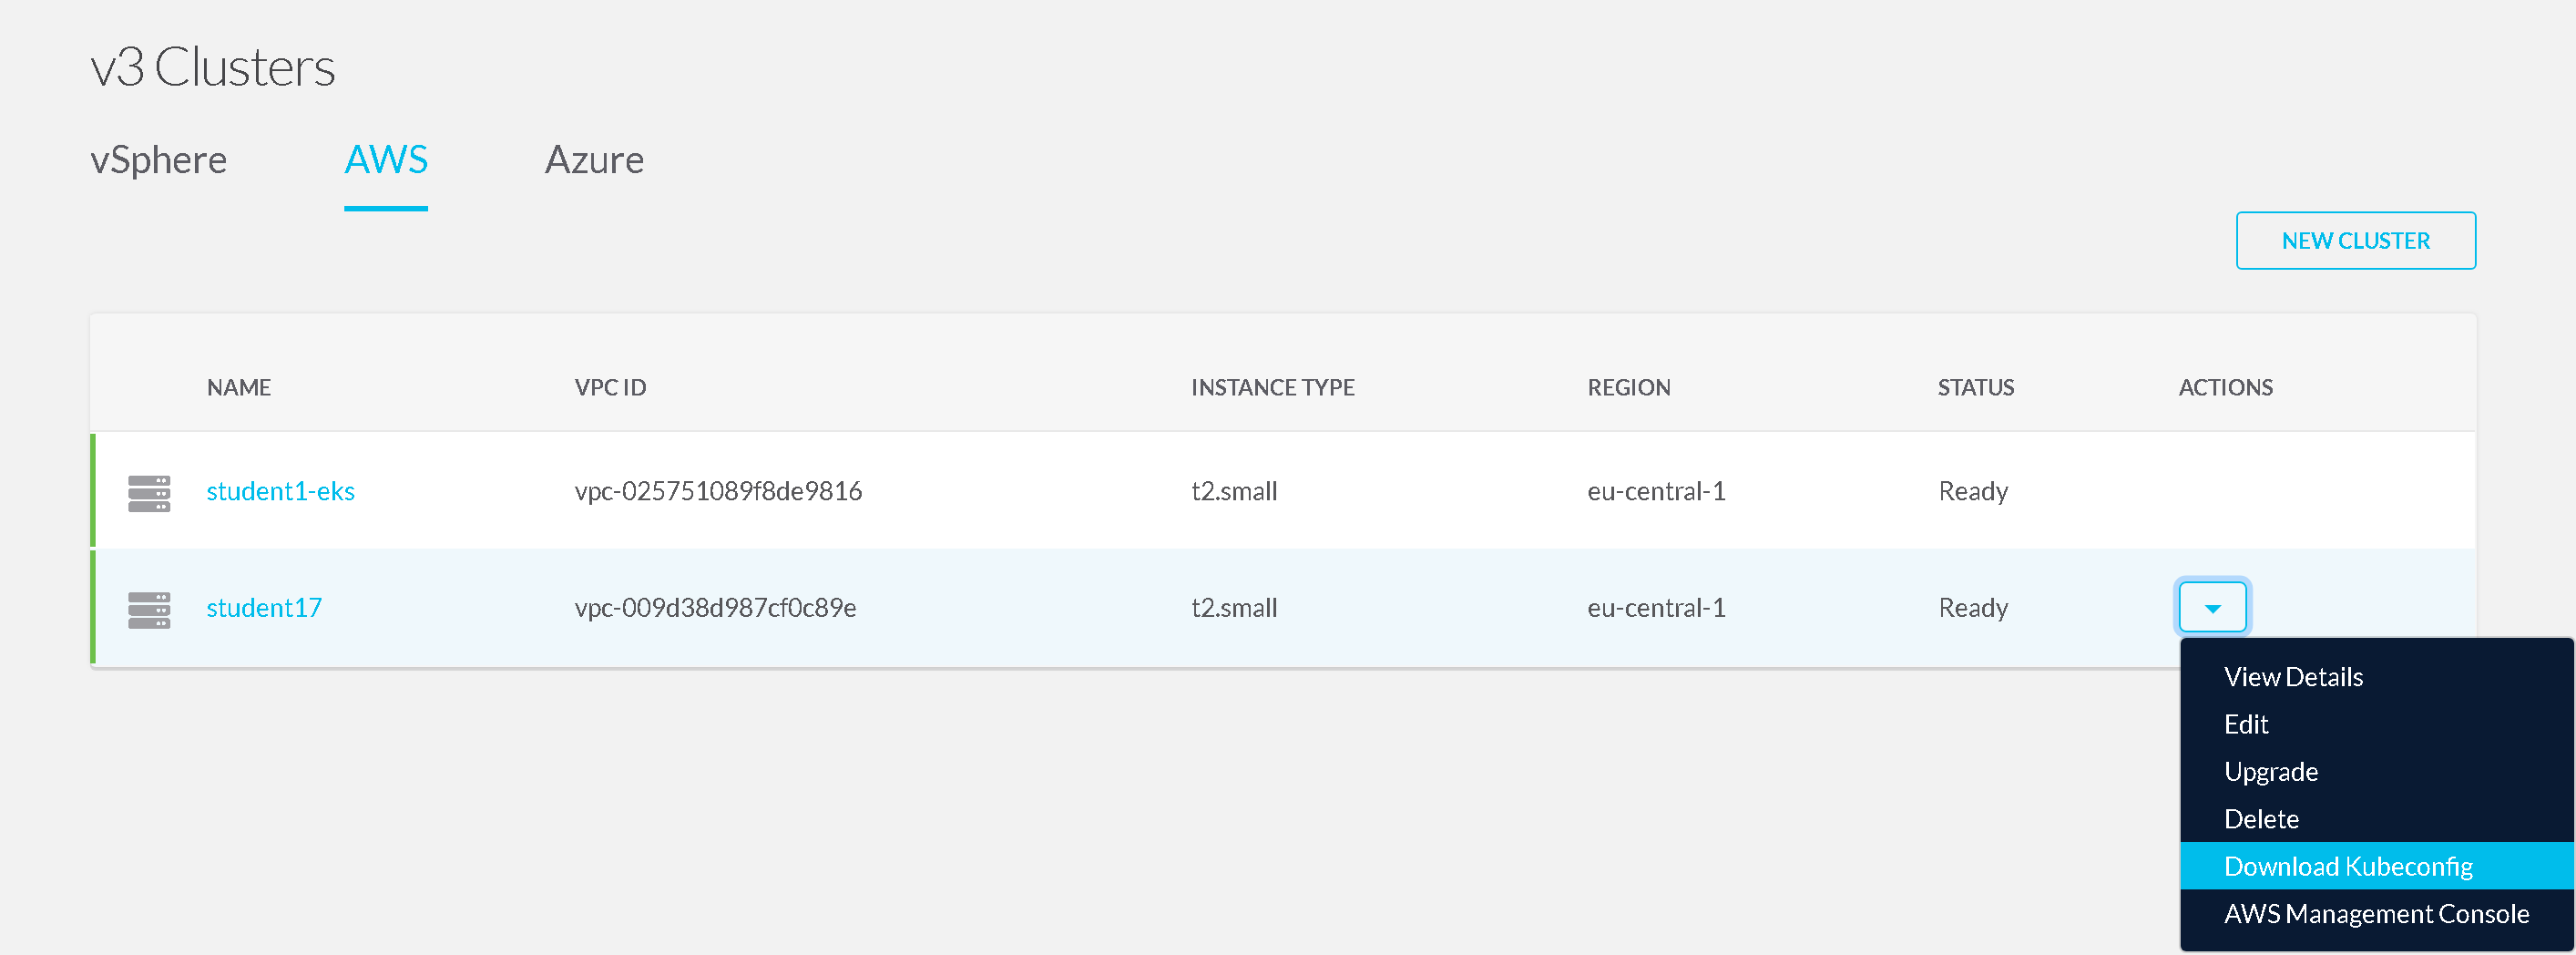 v3 Clusters
vSphere AWS Azure
NEW CLUSTER
NAME VPC ID INSTANCE TYPE REGION STATUS ACTIONS
student1-eks vpc-025751089f8de9816 t2.small eu-central-1 Ready
student17 vpc-009d38d987cf0c89e t2.small eu-central-1 Ready
View Details
Edit
Upgrade
Delete
Download Kubeconfig
AWS Management Console